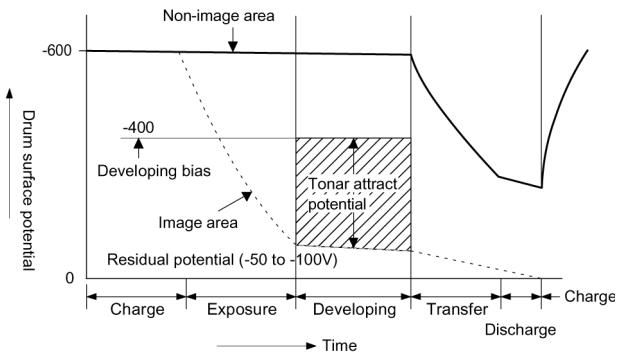 Non-image area
-600
-400
Developing bias
Tonar attract
potential
Image area
Drum surface potential
Residual potential (-50 to -100V)
0
Charge
Exposure
Developing
Transfer
Charge
Discharge
Time